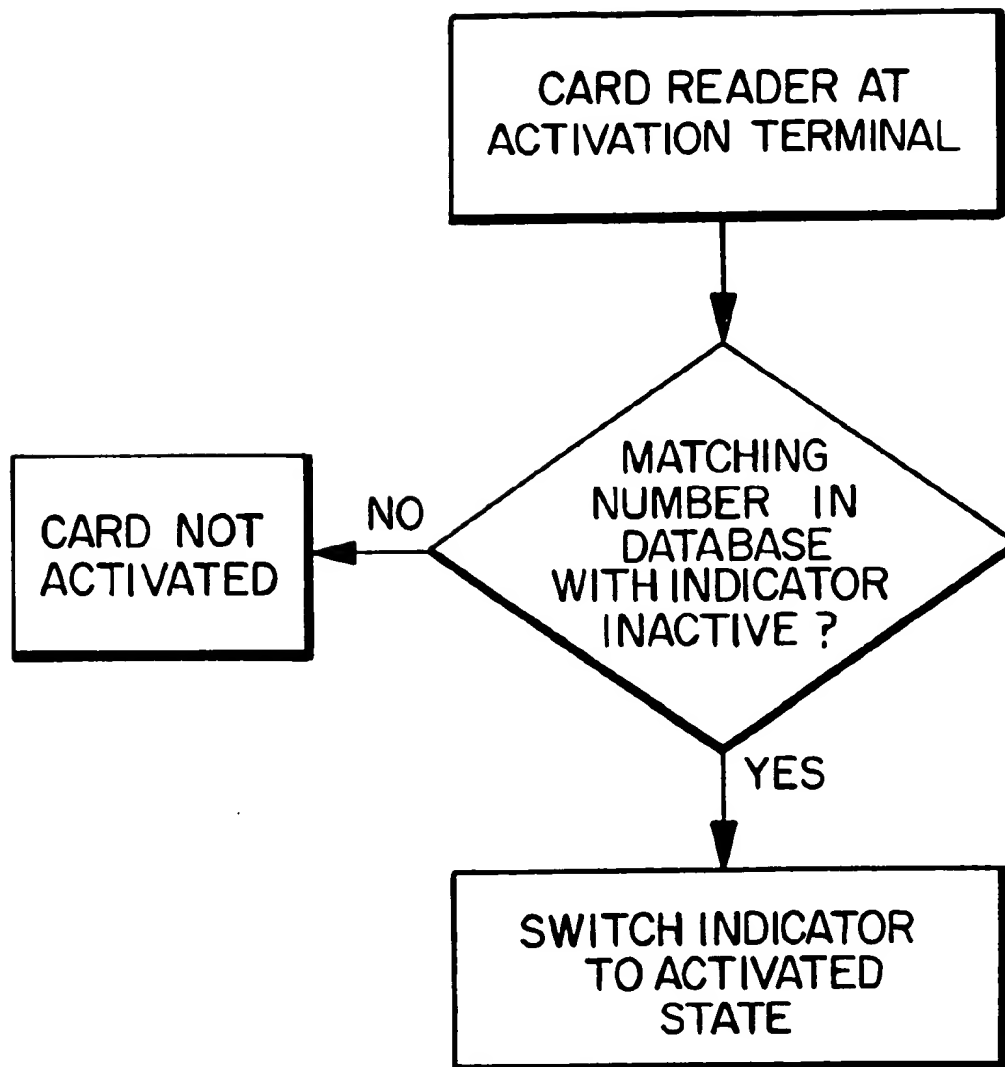 CARD READER AT
ACTIVATION TERMINAL
MATCHING
NUMBER IN
DATABASE
WITH INDICATOR
INACTIVE ?
NO
CARD NOT
ACTIVATED
YES
SWITCH INDICATOR
TO ACTIVATED
STATE